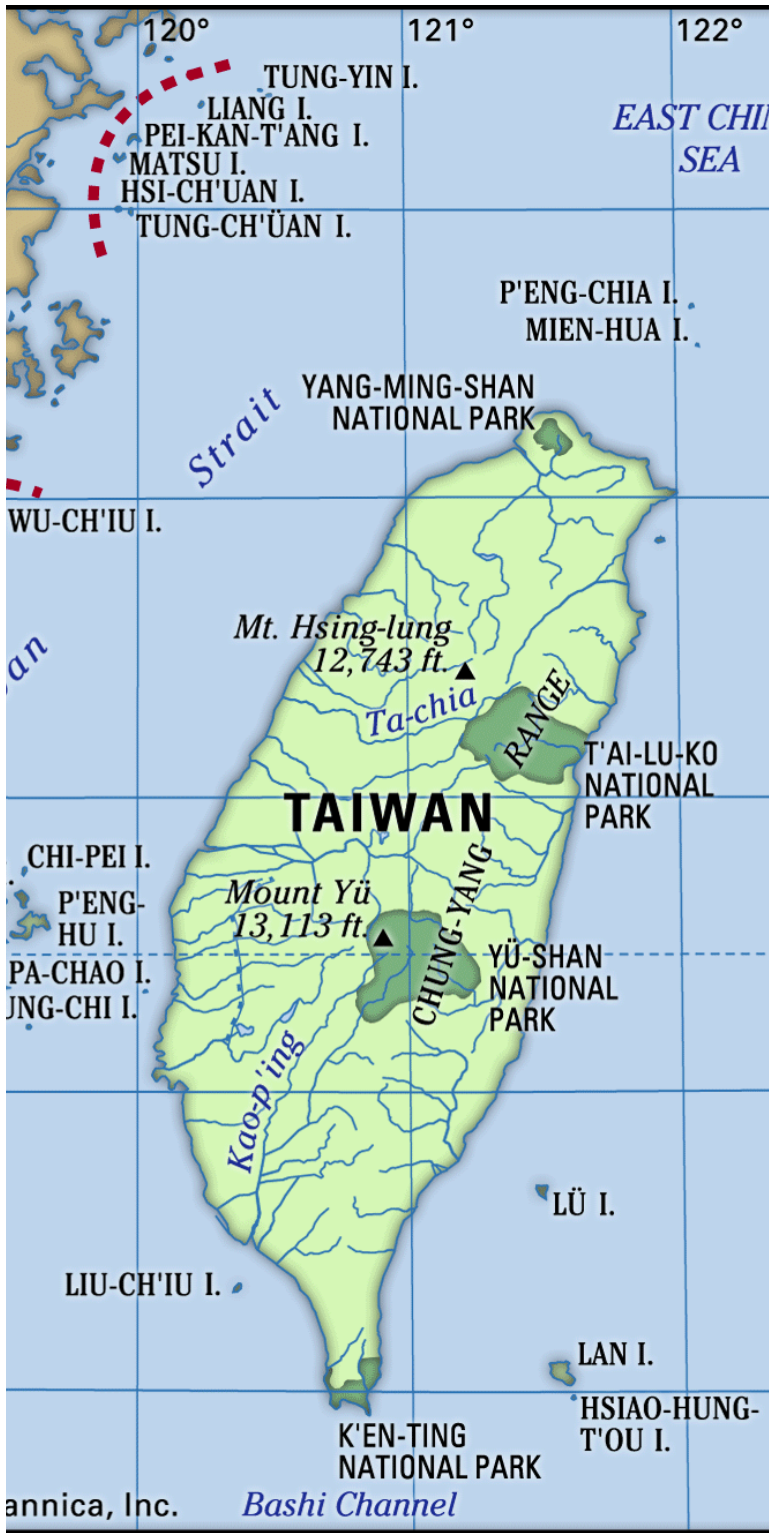 120°
121°
122°
TUNG-YIN I.
LIANG I.
PEI-KAN-T'ANG I.
MATSU I.
HSI-CH'UAN I.
TUNG-CH'ÜAN I.
EAST CHIN
SEA
P'ENG-CHIA I.
MIEN-HUA I.
YANG-MING-SHAN
NATIONAL PARK
Strait
WU-CH'IU I.
an
Mt. Hsing-lung
12,743 ft.
Ta-chia
RANGE
T'AI-LU-KO
NATIONAL
PARK
TAIWAN
CHI-PEI I.
P'ENG-
HU I.
PA-CHAO I.
UNG-CHI I.
Mount Yü
13,113 ft.
CHUNG-YANG
YÜ-SHAN
NATIONAL
PARK
Kao-p'ing
LÜ I.
LIU-CH'IU I.
LAN I.
HSIAO-HUNG-
T'OU I.
K'EN-TING
NATIONAL PARK
annica, Inc.
Bashi Channel